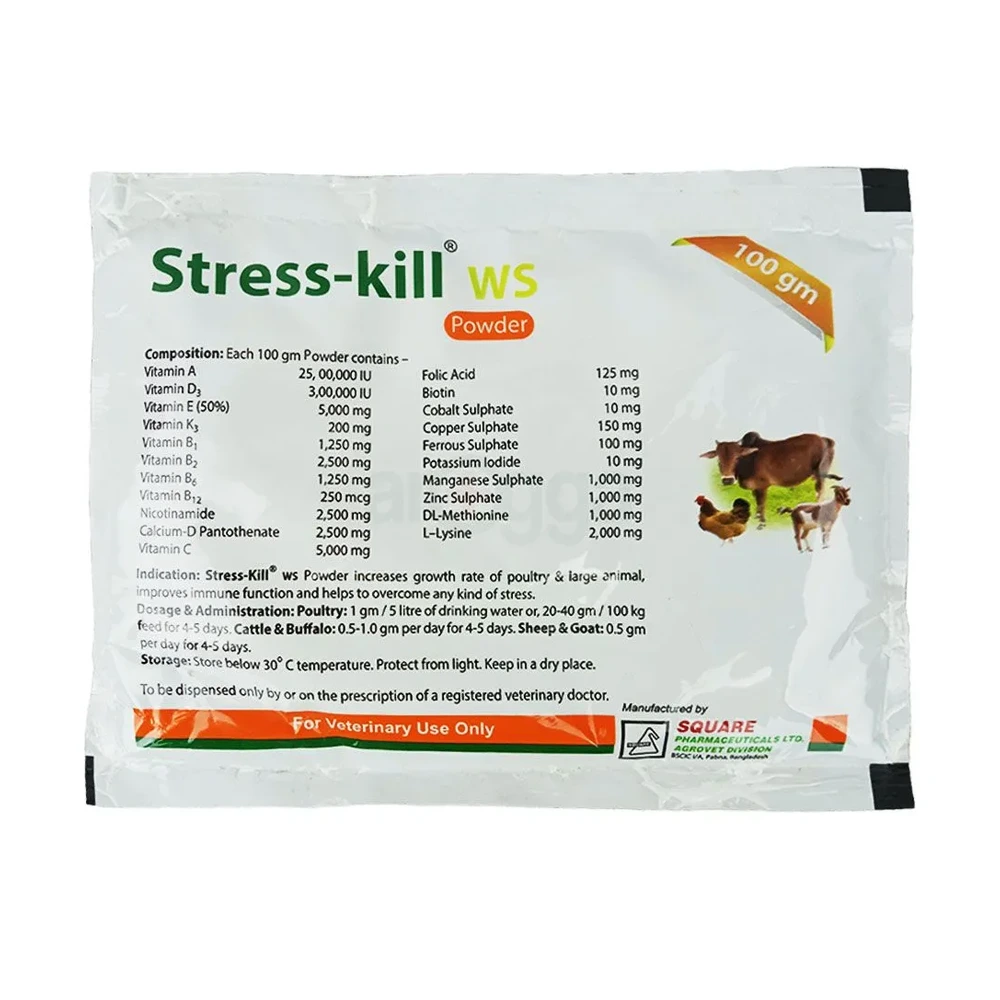 Stress-kill® WS
Powder
100 gm
Composition: Each 100 gm Powder contains –
Vitamin A 25, 00,000 IU
Vitamin D3 3,00,000 IU
Vitamin E (50%) 5,000 mg
Vitamin K3 200 mg
Vitamin B1 1,250 mg
Vitamin B2 2,500 mg
Vitamin B6 1,250 mg
Vitamin B12 250 mcg
Nicotinamide 2,500 mg
Calcium-D Pantothenate 2,500 mg
Vitamin C 5,000 mg
Folic Acid 125 mg
Biotin 10 mg
Cobalt Sulphate 10 mg
Copper Sulphate 150 mg
Ferrous Sulphate 100 mg
Potassium Iodide 10 mg
Manganese Sulphate 1,000 mg
Zinc Sulphate 1,000 mg
DL-Methionine 1,000 mg
L–Lysine 2,000 mg
Indication: Stress-Kill® ws Powder increases growth rate of poultry & large animal,
improves immune function and helps to overcome any kind of stress.
Dosage & Administration: Poultry: 1 gm / 5 litre of drinking water or, 20-40 gm / 100 kg
feed for 4-5 days. Cattle & Buffalo: 0.5-1.0 gm per day for 4-5 days. Sheep & Goat: 0.5 gm
per day for 4-5 days.
Storage: Store below 30° C temperature. Protect from light. Keep in a dry place.
To be dispensed only by or on the prescription of a registered veterinary doctor.
For Veterinary Use Only
Manufactured by
SQUARE
SQUARE
PHARMACEUTICALS LTD.
AGROVET DIVISION
BSCIC I/A, Pabna, Bangladesh